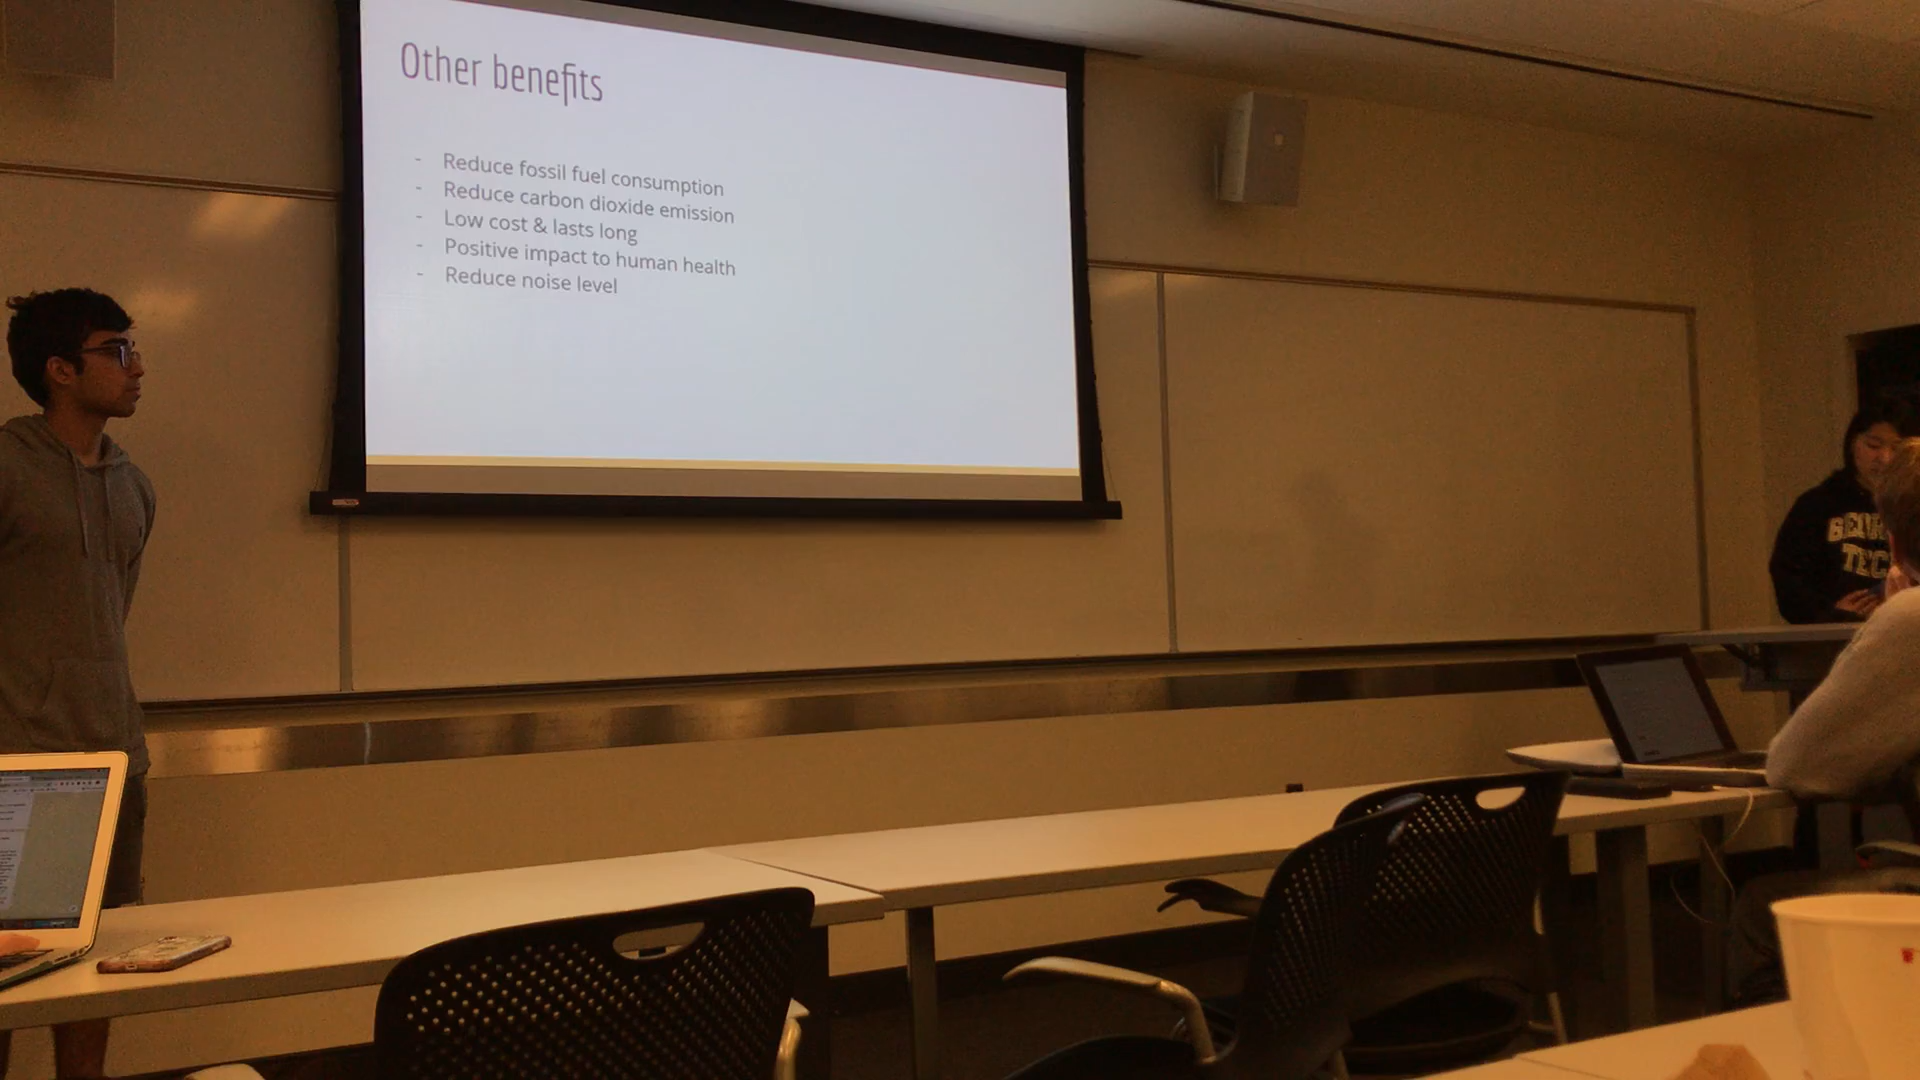 Other benefits
- Reduce fossil fuel consumption
- Reduce carbon dioxide emission
- Low cost & lasts long
- Positive impact to human health
- Reduce noise level